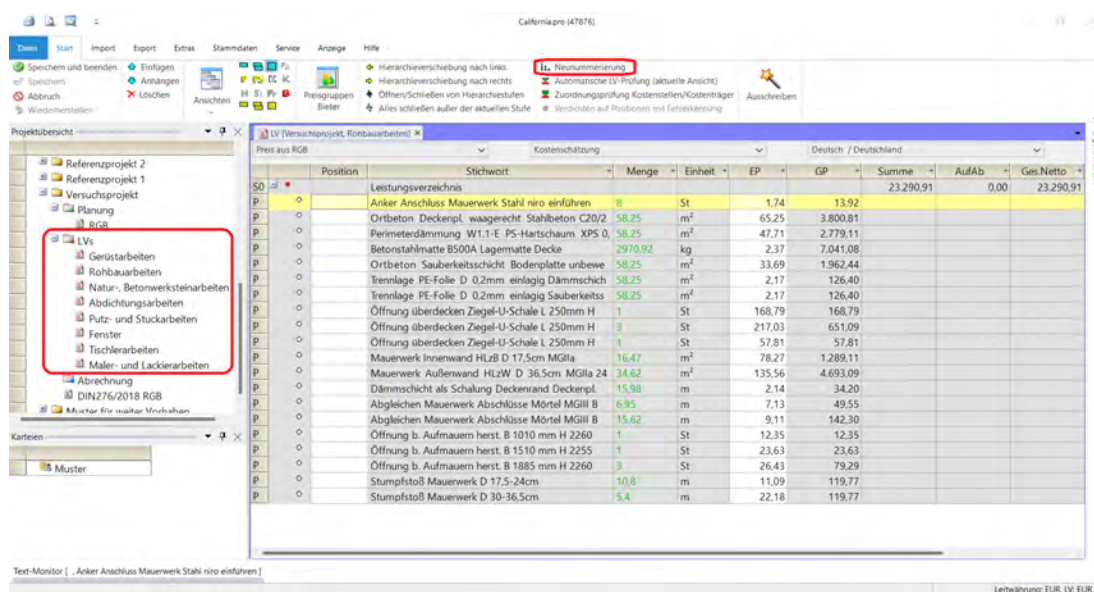 California.pro (47876)
Datei Start Import Export Extras Stammdaten Service Anzeige Hilfe
Speichern und beenden Einfügen Hierarchieverschiebung nach links Neunummerierung
Speichern Anhängen Hierarchieverschiebung nach rechts Automatische LV-Prüfung (aktuelle Ansicht)
Abbruch Löschen Ansichten Preisgruppen Bieter Öffnen/Schließen von Hierarchiestufen Zuordnungsprüfung Kostenstellen/Kostenträger Ausschreiben
Wiederherstellen Alles schließen außer der aktuellen Stufe Verdichten auf Positionen mit Fehlerkennung
Projektübersicht
Referenzprojekt 2
Referenzprojekt 1
Versuchsprojekt
Planung
RGB
LVs
Gerüstarbeiten
Rohbauarbeiten
Natur-, Betonwerksteinarbeiten
Abdichtungsarbeiten
Putz- und Stuckarbeiten
Fenster
Tischlerarbeiten
Maler- und Lackierarbeiten
Abrechnung
DIN276/2018 RGB
Muster für weiter Vorhaben
Karteien
Muster
LV [Versuchsprojekt, Rohbauarbeiten]
Preis aus RGB Kostenschätzung Deutsch / Deutschland
Position Stichwort Menge Einheit EP GP Summe AufAb Ges.Netto
S0 Leistungsverzeichnis 23.290,91 0,00 23.290,91
P Anker Anschluss Mauerwerk Stahl niro einführen 8 St 1,74 13,92
P Ortbeton Deckenpl. waagerecht Stahlbeton C20/2 58,25 m² 65,25 3.800,81
P Perimeterdämmung W1.1-E PS-Hartschaum XPS 0, 58,25 m² 47,71 2.779,11
P Betonstahlmatte B500A Lagermatte Decke 2970,92 kg 2,37 7.041,08
P Ortbeton Sauberkeitsschicht Bodenplatte unbewe 58,25 m² 33,69 1.962,44
P Trennlage PE-Folie D 0,2mm einlagig Dämmschich 58,25 m² 2,17 126,40
P Trennlage PE-Folie D 0,2mm einlagig Sauberkeitss 58,25 m² 2,17 126,40
P Öffnung überdecken Ziegel-U-Schale L 250mm H 1 St 168,79 168,79
P Öffnung überdecken Ziegel-U-Schale L 250mm H 3 St 217,03 651,09
P Öffnung überdecken Ziegel-U-Schale L 250mm H 1 St 57,81 57,81
P Mauerwerk Innenwand HLzB D 17,5cm MGIIa 16,47 m² 78,27 1.289,11
P Mauerwerk Außenwand HLzW D 36,5cm MGIIa 24 34,62 m² 135,56 4.693,09
P Dämmschicht als Schalung Deckenrand Deckenpl. 15,98 m 2,14 34,20
P Abgleichen Mauerwerk Abschlüsse Mörtel MGIII B 6,95 m 7,13 49,55
P Abgleichen Mauerwerk Abschlüsse Mörtel MGIII B 15,62 m 9,11 142,30
P Öffnung b. Aufmauern herst. B 1010 mm H 2260 1 St 12,35 12,35
P Öffnung b. Aufmauern herst. B 1510 mm H 2255 1 St 23,63 23,63
P Öffnung b. Aufmauern herst. B 1885 mm H 2260 3 St 26,43 79,29
P Stumpfstoß Mauerwerk D 17,5-24cm 10,8 m 11,09 119,77
P Stumpfstoß Mauerwerk D 30-36,5cm 5,4 m 22,18 119,77
Text-Monitor [ , Anker Anschluss Mauerwerk Stahl niro einführen ]
Leitwährung: EUR, LV: EUR